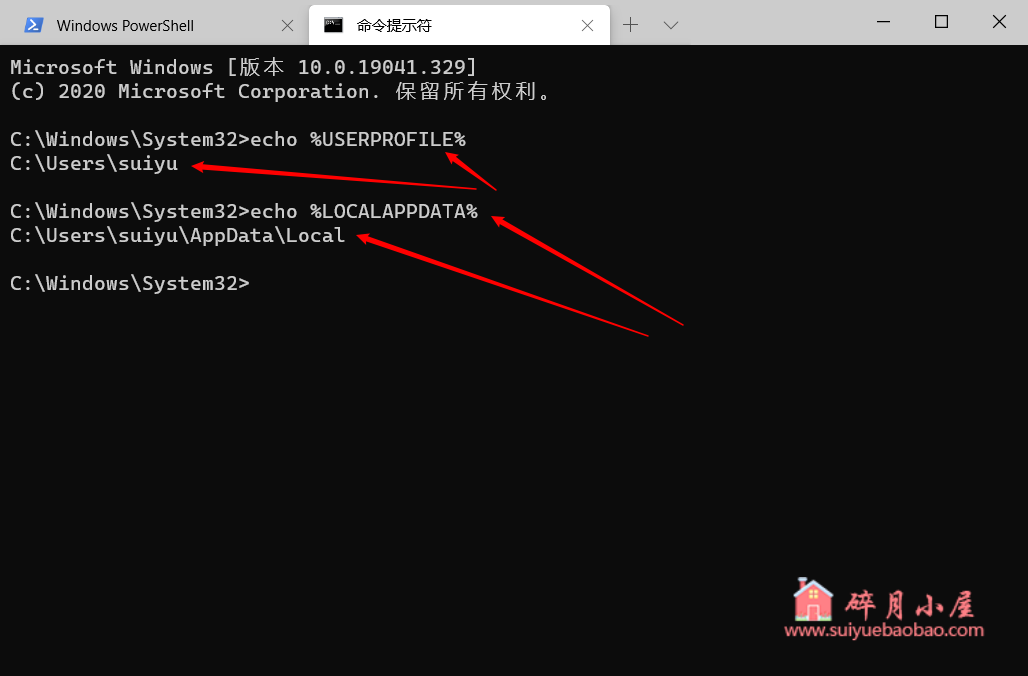 Windows PowerShell
命令提示符
Microsoft Windows [版本 10.0.19041.329]
(c) 2020 Microsoft Corporation. 保留所有权利。
C:\Windows\System32>echo %USERPROFILE%
C:\Users\suiyu
C:\Windows\System32>echo %LOCALAPPDATA%
C:\Users\suiyu\AppData\Local
C:\Windows\System32>
碎月小屋
www.suiyuebaobao.com